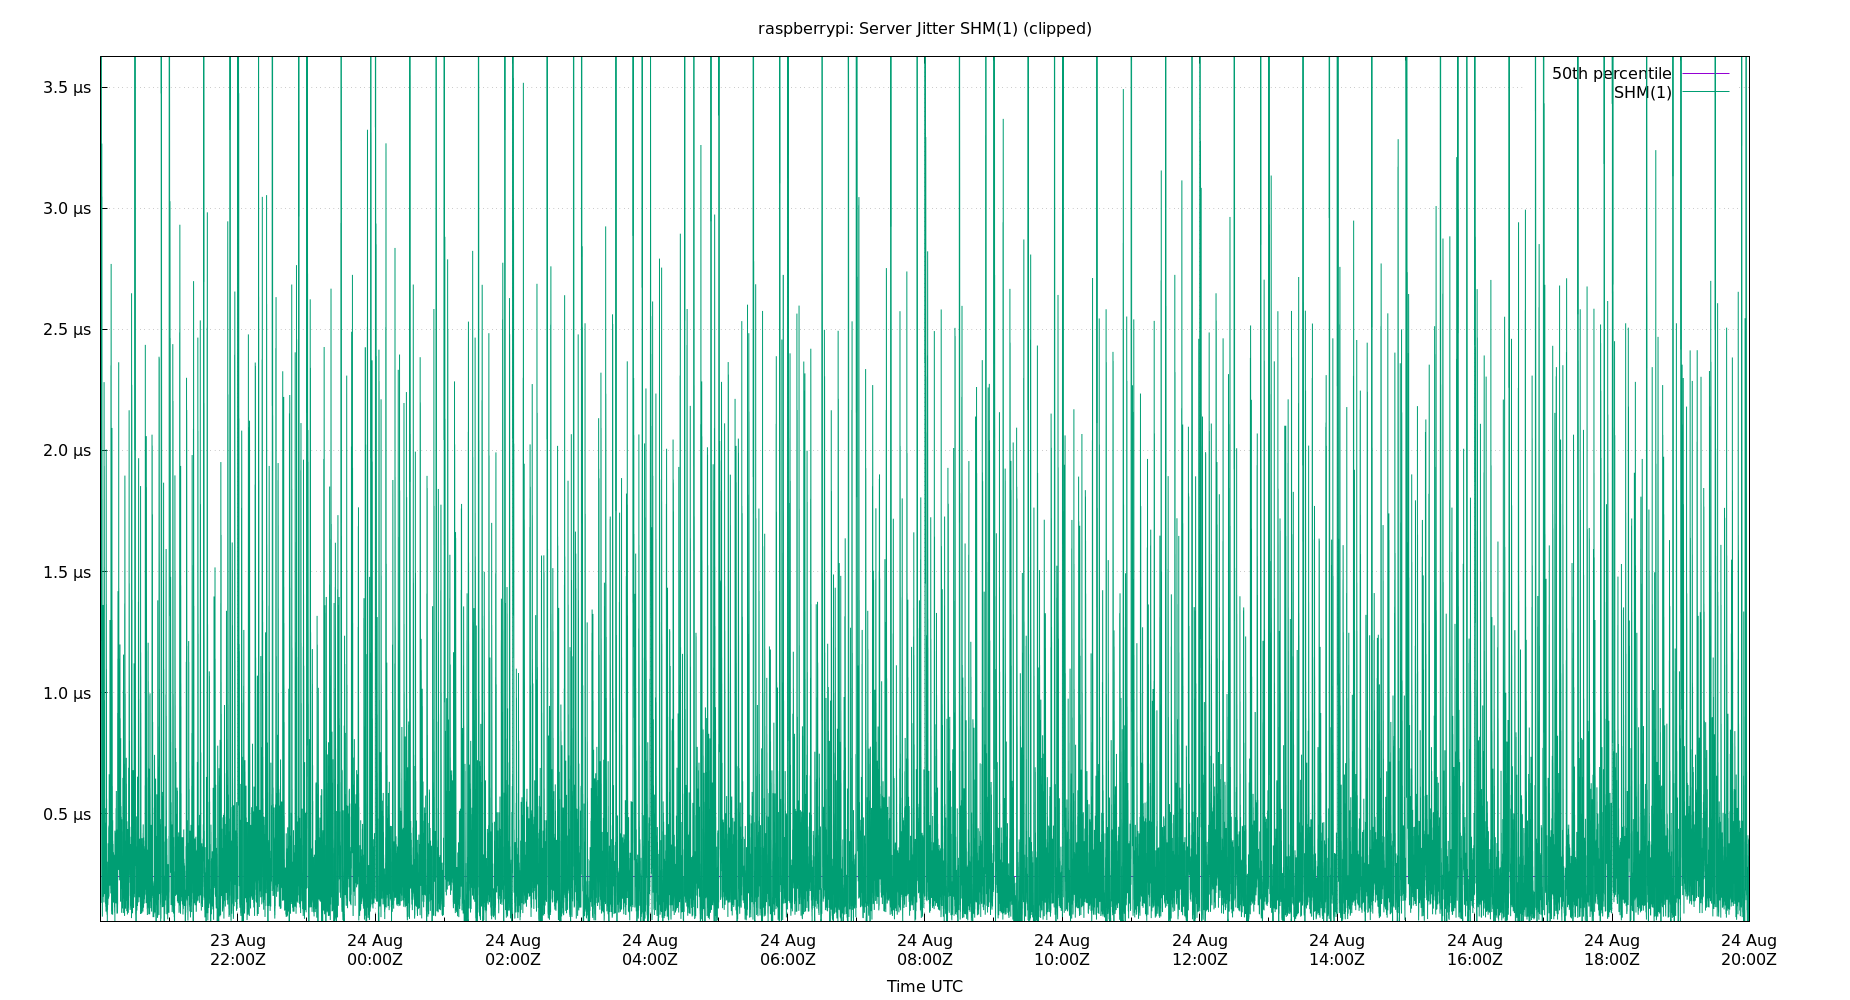 raspberrypi: Server Jitter SHM(1) (clipped)
50th percentile
SHM(1)
3.5 µs
3.0 µs
2.5 µs
2.0 µs
1.5 µs
1.0 µs
0.5 µs
23 Aug 24 Aug 24 Aug 24 Aug 24 Aug 24 Aug 24 Aug 24 Aug 24 Aug 24 Aug 24 Aug 24 Aug
22:00Z 00:00Z 02:00Z 04:00Z 06:00Z 08:00Z 10:00Z 12:00Z 14:00Z 16:00Z 18:00Z 20:00Z
Time UTC